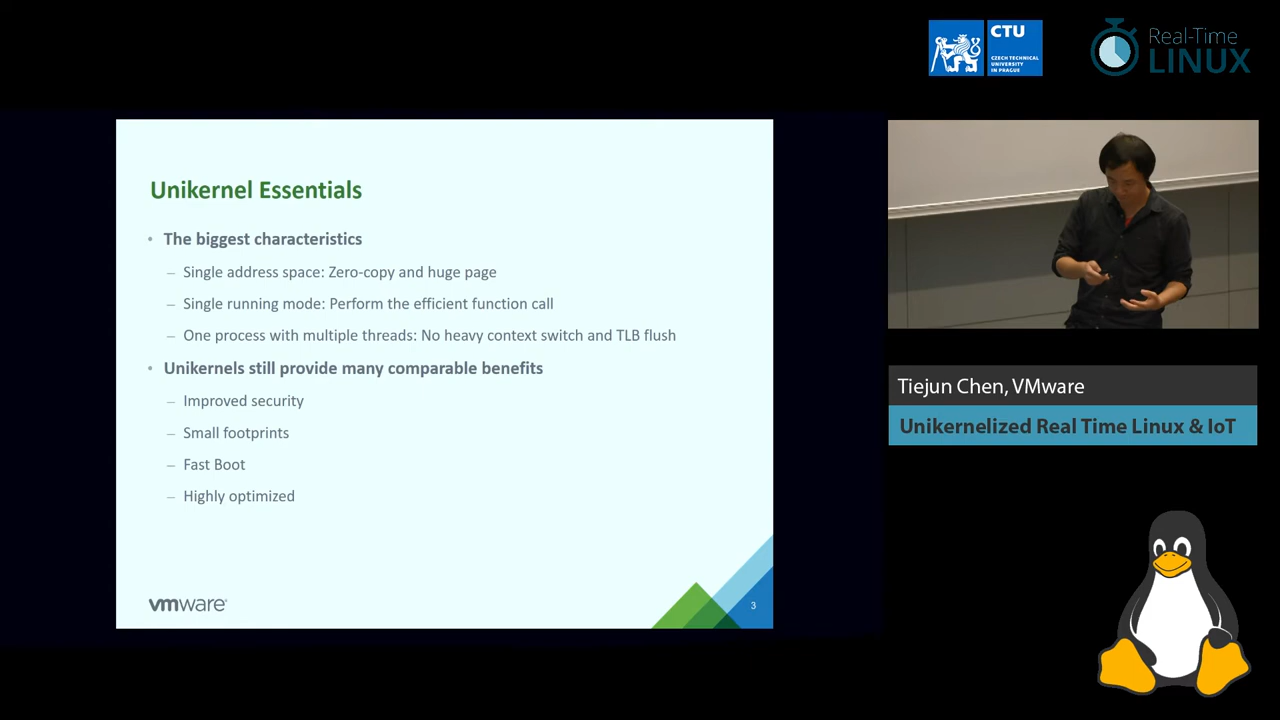 CTU
CZECH TECHNICAL
UNIVERSITY
IN PRAGUE
Real-Time
LINUX
Unikernel Essentials
• The biggest characteristics
– Single address space: Zero-copy and huge page
– Single running mode: Perform the efficient function call
– One process with multiple threads: No heavy context switch and TLB flush
• Unikernels still provide many comparable benefits
– Improved security
– Small footprints
– Fast Boot
– Highly optimized
vmware
3
Tiejun Chen, VMware
Unikernelized Real Time Linux & IoT